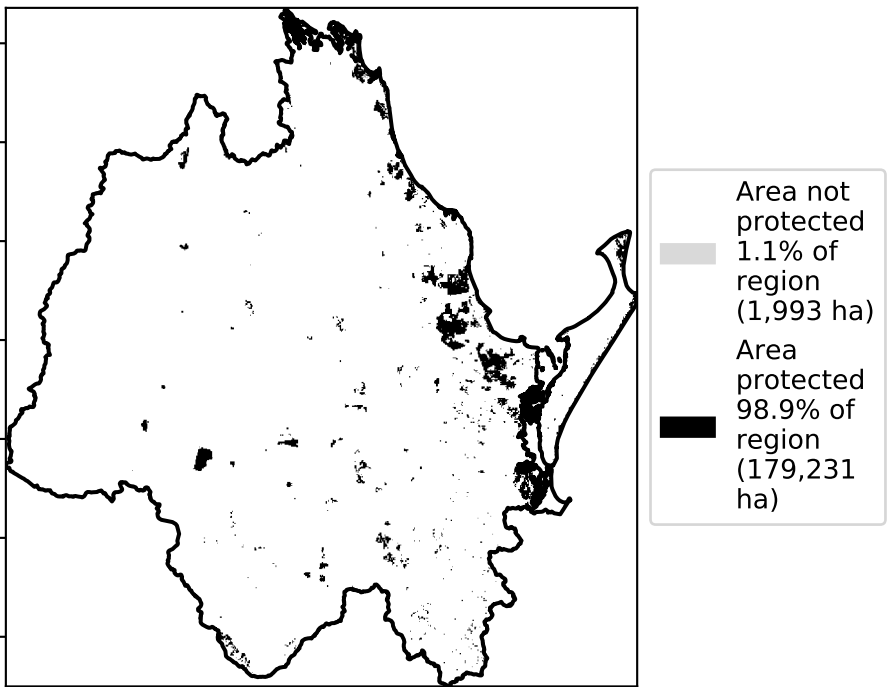 Area not
protected
1.1% of
region
(1,993 ha)
Area
protected
98.9% of
region
(179,231
ha)